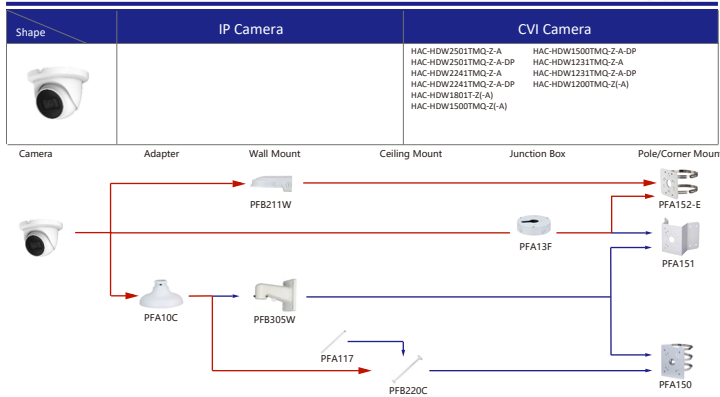 Shape
IP Camera
CVI Camera
HAC-HDW2501TMQ-Z-A
HAC-HDW2501TMQ-Z-A-DP
HAC-HDW2241TMQ-Z-A
HAC-HDW2241TMQ-Z-A-DP
HAC-HDW1801T-Z(-A)
HAC-HDW1500TMQ-Z(-A)
HAC-HDW1500TMQ-Z-A-DP
HAC-HDW1231TMQ-Z-A
HAC-HDW1231TMQ-Z-A-DP
HAC-HDW1200TMQ-Z(-A)
Camera
Adapter
Wall Mount
Ceiling Mount
Junction Box
Pole/Corner Mount
PFB211W
PFA152-E
PFA13F
PFA151
PFA10C
PFB305W
PFA117
PFB220C
PFA150